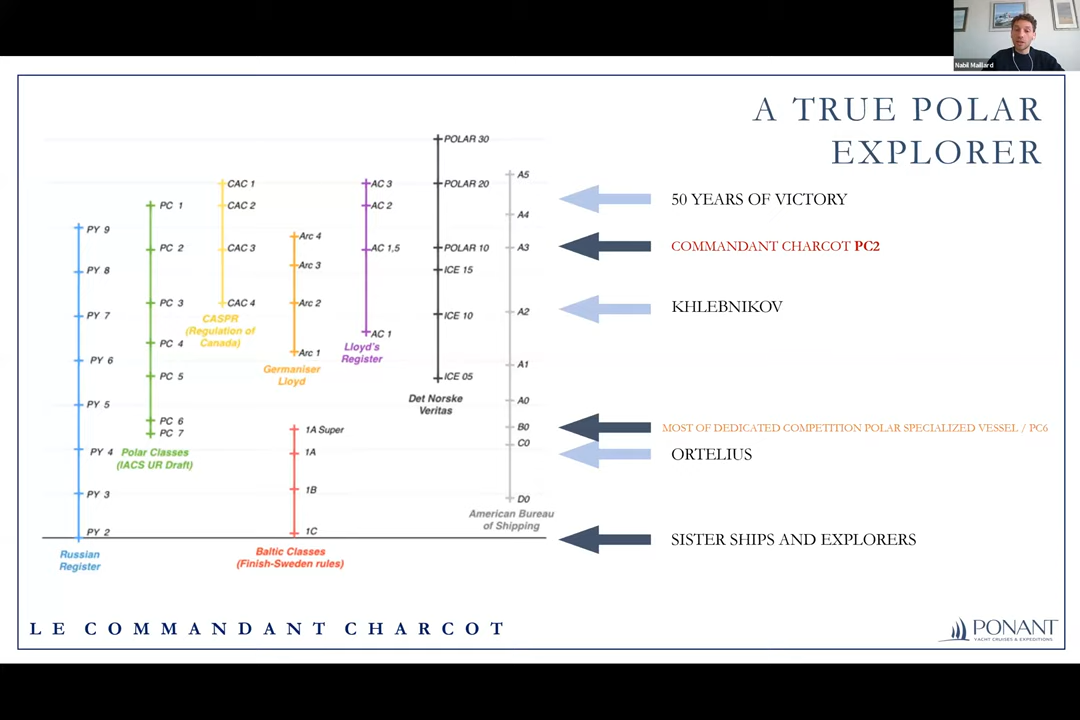 Nabil Maillard
A TRUE POLAR
EXPLORER
PY 9
PY 8
PY 7
PY 6
PY 5
PY 4
PY 3
PY 2
Russian
Register
PC 1
PC 2
PC 3
PC 4
PC 5
PC 6
PC 7
Polar Classes
(IACS UR Draft)
CAC 1
CAC 2
CAC 3
CAC 4
CASPR
(Regulation of
Canada)
Arc 4
Arc 3
Arc 2
Arc 1
Germaniser
Lloyd
1A Super
1A
1B
1C
Baltic Classes
(Finish-Sweden rules)
AC 3
AC 2
AC 1,5
AC 1
Lloyd's
Register
POLAR 30
POLAR 20
POLAR 10
ICE 15
ICE 10
ICE 05
Det Norske
Veritas
A5
A4
A3
A2
A1
A0
B0
C0
D0
American Bureau
of Shipping
50 YEARS OF VICTORY
COMMANDANT CHARCOT PC2
KHLEBNIKOV
MOST OF DEDICATED COMPETITION POLAR SPECIALIZED VESSEL / PC6
ORTELIUS
SISTER SHIPS AND EXPLORERS
LE COMMANDANT CHARCOT
PONANT
YACHT CRUISES & EXPEDITIONS